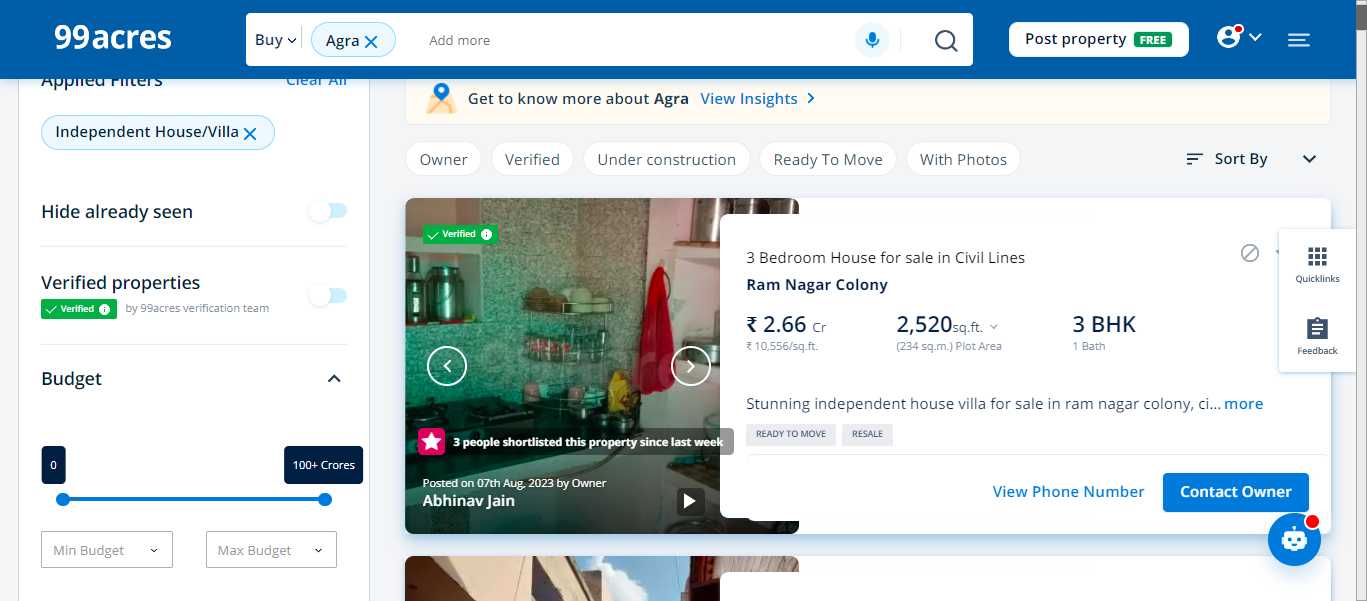 99acres
Buy
Agra
Add more
Post property FREE
Applied Filters
Clear All
Independent House/Villa
Hide already seen
Verified properties
Verified by 99acres verification team
Budget
0
100+ Crores
Min Budget
Max Budget
Get to know more about Agra View Insights
Owner
Verified
Under construction
Ready To Move
With Photos
Sort By
Verified
3 people shortlisted this property since last week
Posted on 07th Aug, 2023 by Owner
Abhinav Jain
3 Bedroom House for sale in Civil Lines
Ram Nagar Colony
₹ 2.66 Cr
₹ 10,556/sq.ft.
2,520sq.ft.
(234 sq.m.) Plot Area
3 BHK
1 Bath
Stunning independent house villa for sale in ram nagar colony, ci...more
READY TO MOVE
RESALE
View Phone Number
Contact Owner
Quicklinks
Feedback